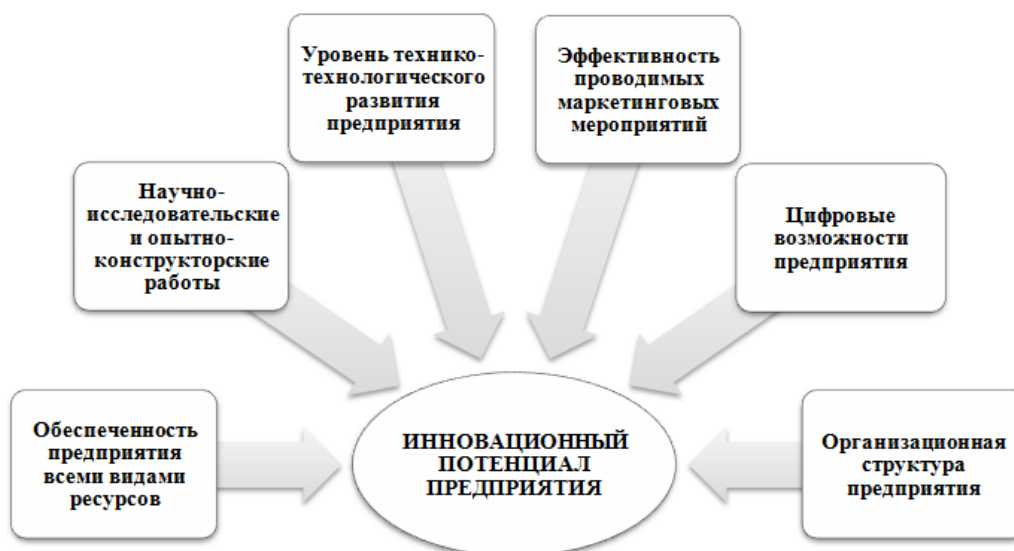 Уровень технико-
технологического
развития
предприятия
Эффективность
проводимых
маркетинговых
мероприятий
Научно-
исследовательские
и опытно-
конструкторские
работы
Цифровые
возможности
предприятия
Обеспеченность
предприятия
всеми видами
ресурсов
ИННОВАЦИОННЫЙ
ПОТЕНЦИАЛ
ПРЕДПРИЯТИЯ
Организационная
структура
предприятия